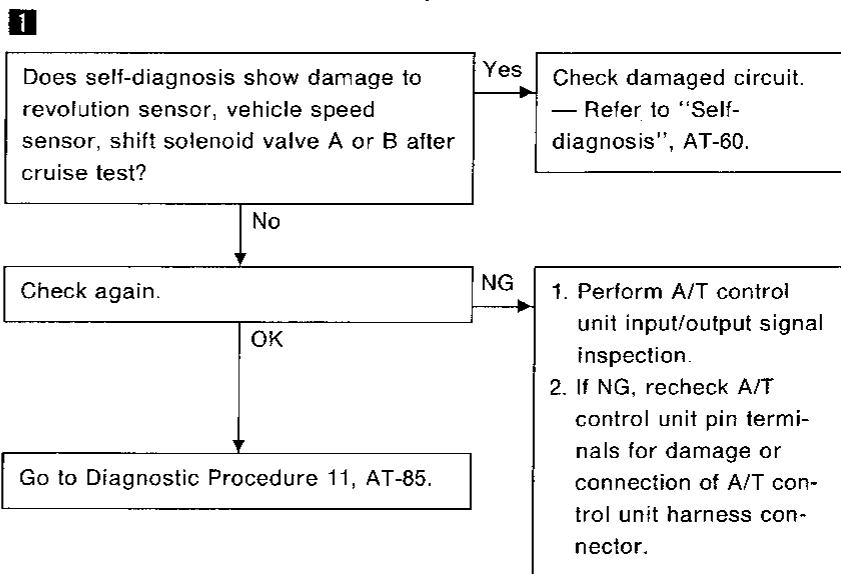 1
Does self-diagnosis show damage to
revolution sensor, vehicle speed
sensor, shift solenoid valve A or B after
cruise test?
Yes
Check damaged circuit.
— Refer to "Self-
diagnosis", AT-60.
No
Check again.
NG
1. Perform A/T control
unit input/output signal
inspection.
2. If NG, recheck A/T
control unit pin termi-
nals for damage or
connection of A/T con-
trol unit harness con-
nector.
OK
Go to Diagnostic Procedure 11, AT-85.